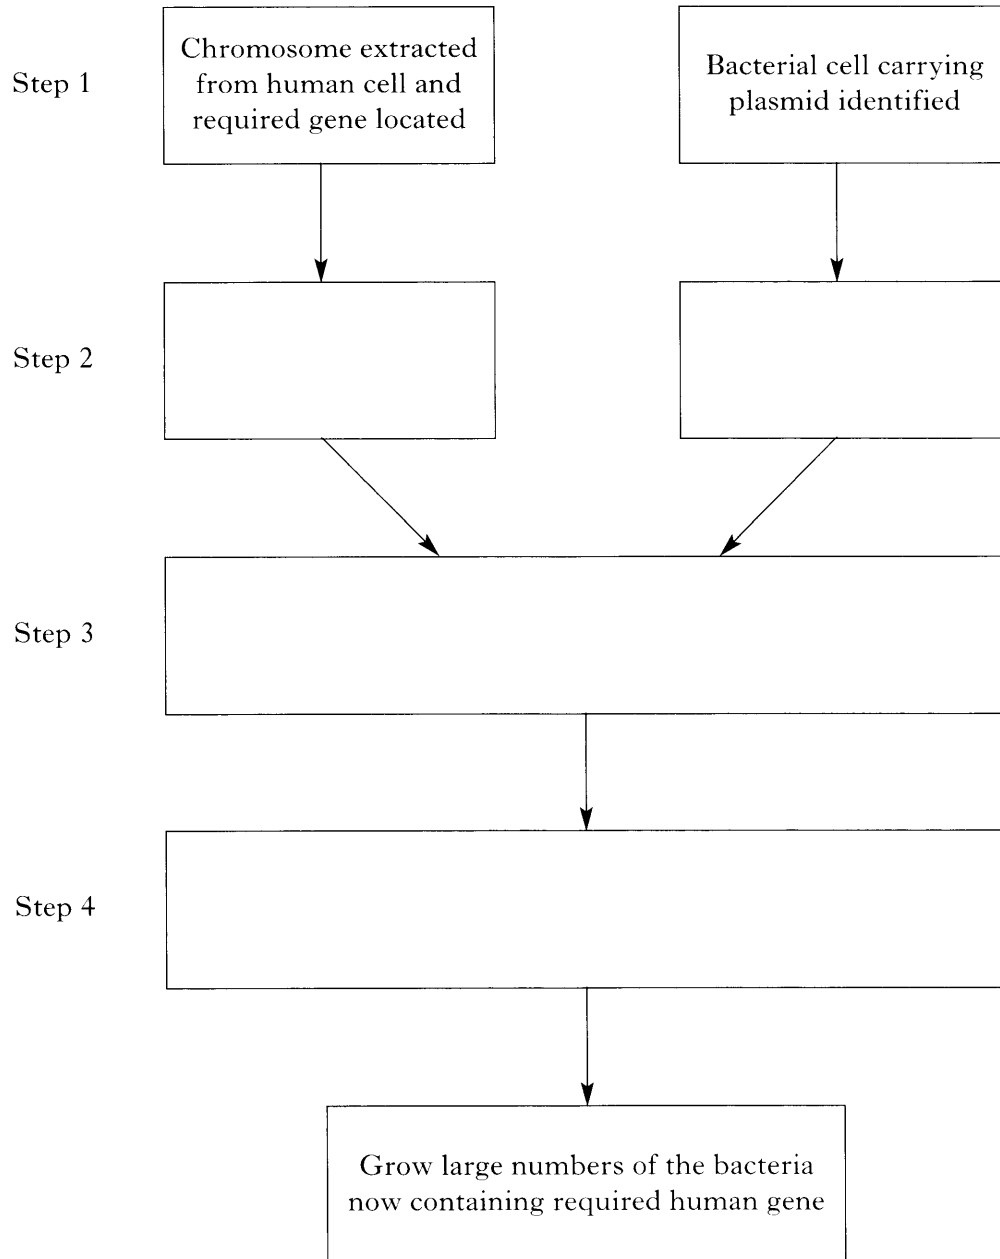 Step 1
Chromosome extracted
from human cell and
required gene located
Bacterial cell carrying
plasmid identified
Step 2
Step 3
Step 4
Grow large numbers of the bacteria
now containing required human gene